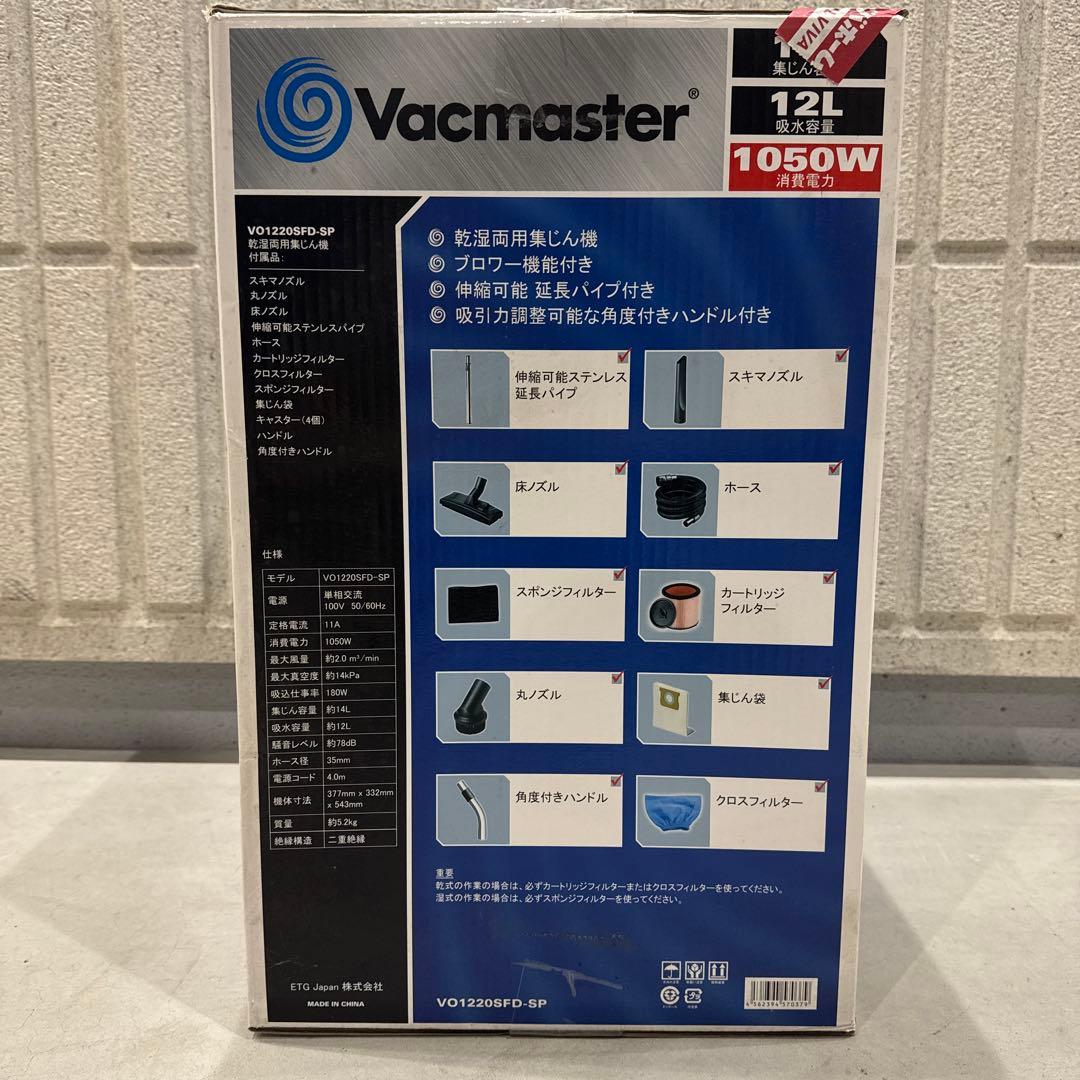 Vacmaster®
集じん容
VIVA
12L
吸水容量
1050W
消費電力
VO1220SFD-SP
乾湿両用集じん機
付属品:
スキマノズル
丸ノズル
床ノズル
伸縮可能ステンレスパイプ
ホース
カートリッジフィルター
クロスフィルター
スポンジフィルター
集じん袋
キャスター(4個)
ハンドル
角度付きハンドル
乾湿両用集じん機
ブロワー機能付き
伸縮可能 延長パイプ付き
吸引力調整可能な角度付きハンドル付き
伸縮可能ステンレス
延長パイプ
スキマノズル
床ノズル
ホース
スポンジフィルター
カートリッジ
フィルター
丸ノズル
集じん袋
角度付きハンドル
クロスフィルター
仕様
モデル VO1220SFD-SP
電源 単相交流
100V 50/60Hz
定格電流 11A
消費電力 1050W
最大風量 約2.0 m³/min
最大真空度 約14kPa
吸込仕事率 180W
集じん容量 約14L
吸水容量 約12L
騒音レベル 約78dB
ホース径 35mm
電源コード 4.0m
機体寸法 377mm x 332mm
x 543mm
質量 約5.2kg
絶縁構造 二重絶縁
重要
乾式の作業の場合は、必ずカートリッジフィルターまたはクロスフィルターを使ってください。
湿式の作業の場合は、必ずスポンジフィルターを使ってください。
ETG Japan 株式会社
MADE IN CHINA
VO1220SFD-SP
4 562394 570379